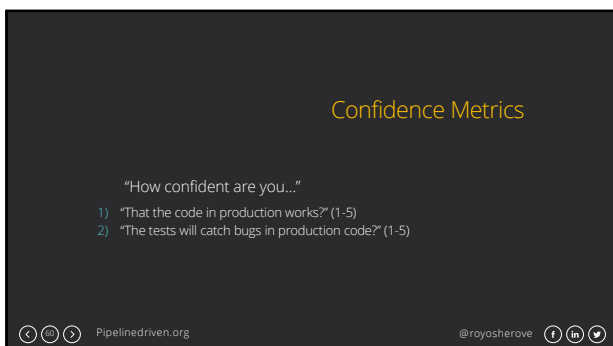 Confidence Metrics
“How confident are you...”
1) “That the code in production works?” (1-5)
2) “The tests will catch bugs in production code?” (1-5)
60 Pipelinedriven.org @royosherove